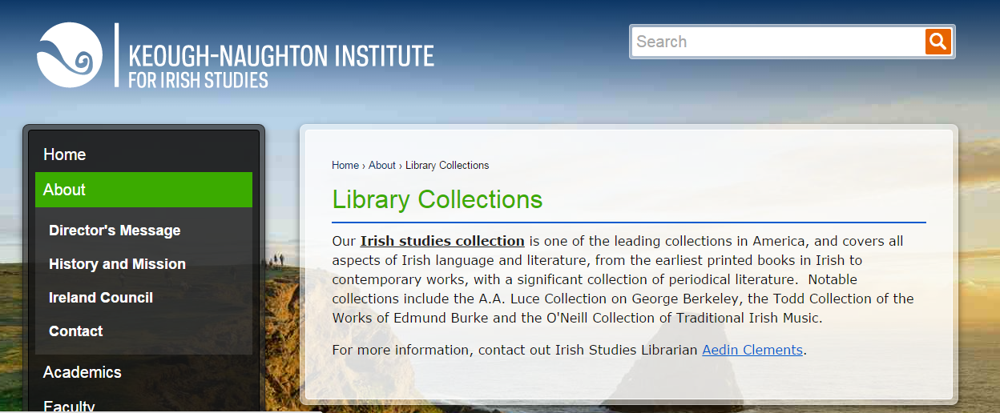 KEOUGH-NAUGHTON INSTITUTE
FOR IRISH STUDIES
Search
Home
About
Director's Message
History and Mission
Ireland Council
Contact
Academics
Faculty
Home › About › Library Collections
Library Collections
Our Irish studies collection is one of the leading collections in America, and covers all
aspects of Irish language and literature, from the earliest printed books in Irish to
contemporary works, with a significant collection of periodical literature.  Notable
collections include the A.A. Luce Collection on George Berkeley, the Todd Collection of the
Works of Edmund Burke and the O'Neill Collection of Traditional Irish Music.
For more information, contact out Irish Studies Librarian Aedin Clements.